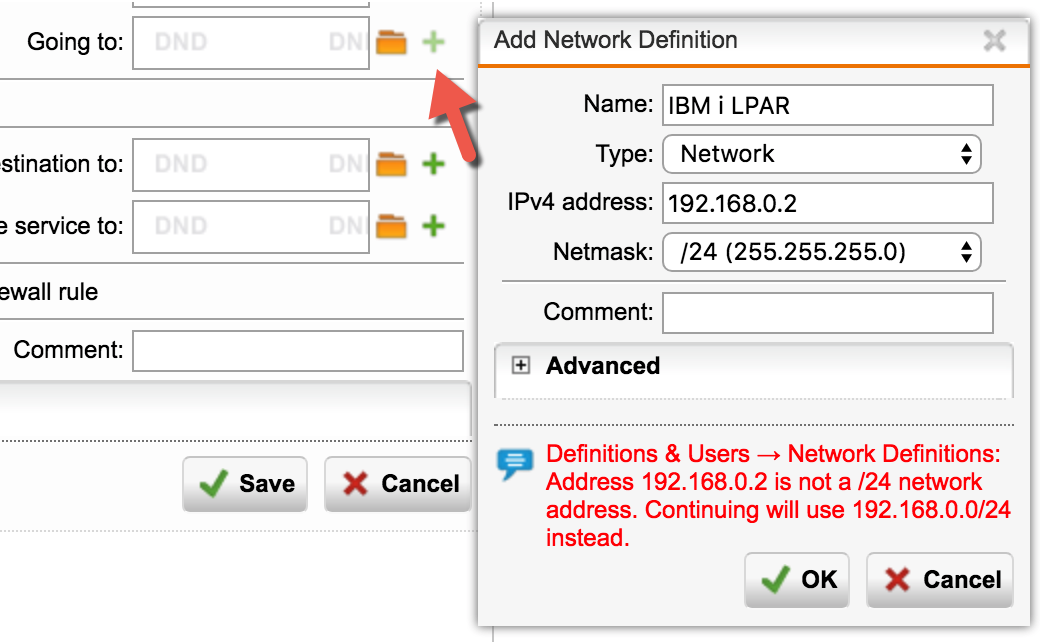 Going to: DND DN
estination to: DND DN
e service to: DND DN
ewall rule
Comment:
Save Cancel
Add Network Definition
Name: IBM i LPAR
Type: Network
IPv4 address: 192.168.0.2
Netmask: /24 (255.255.255.0)
Comment:
Advanced
Definitions & Users → Network Definitions:
Address 192.168.0.2 is not a /24 network
address. Continuing will use 192.168.0.0/24
instead.
OK Cancel